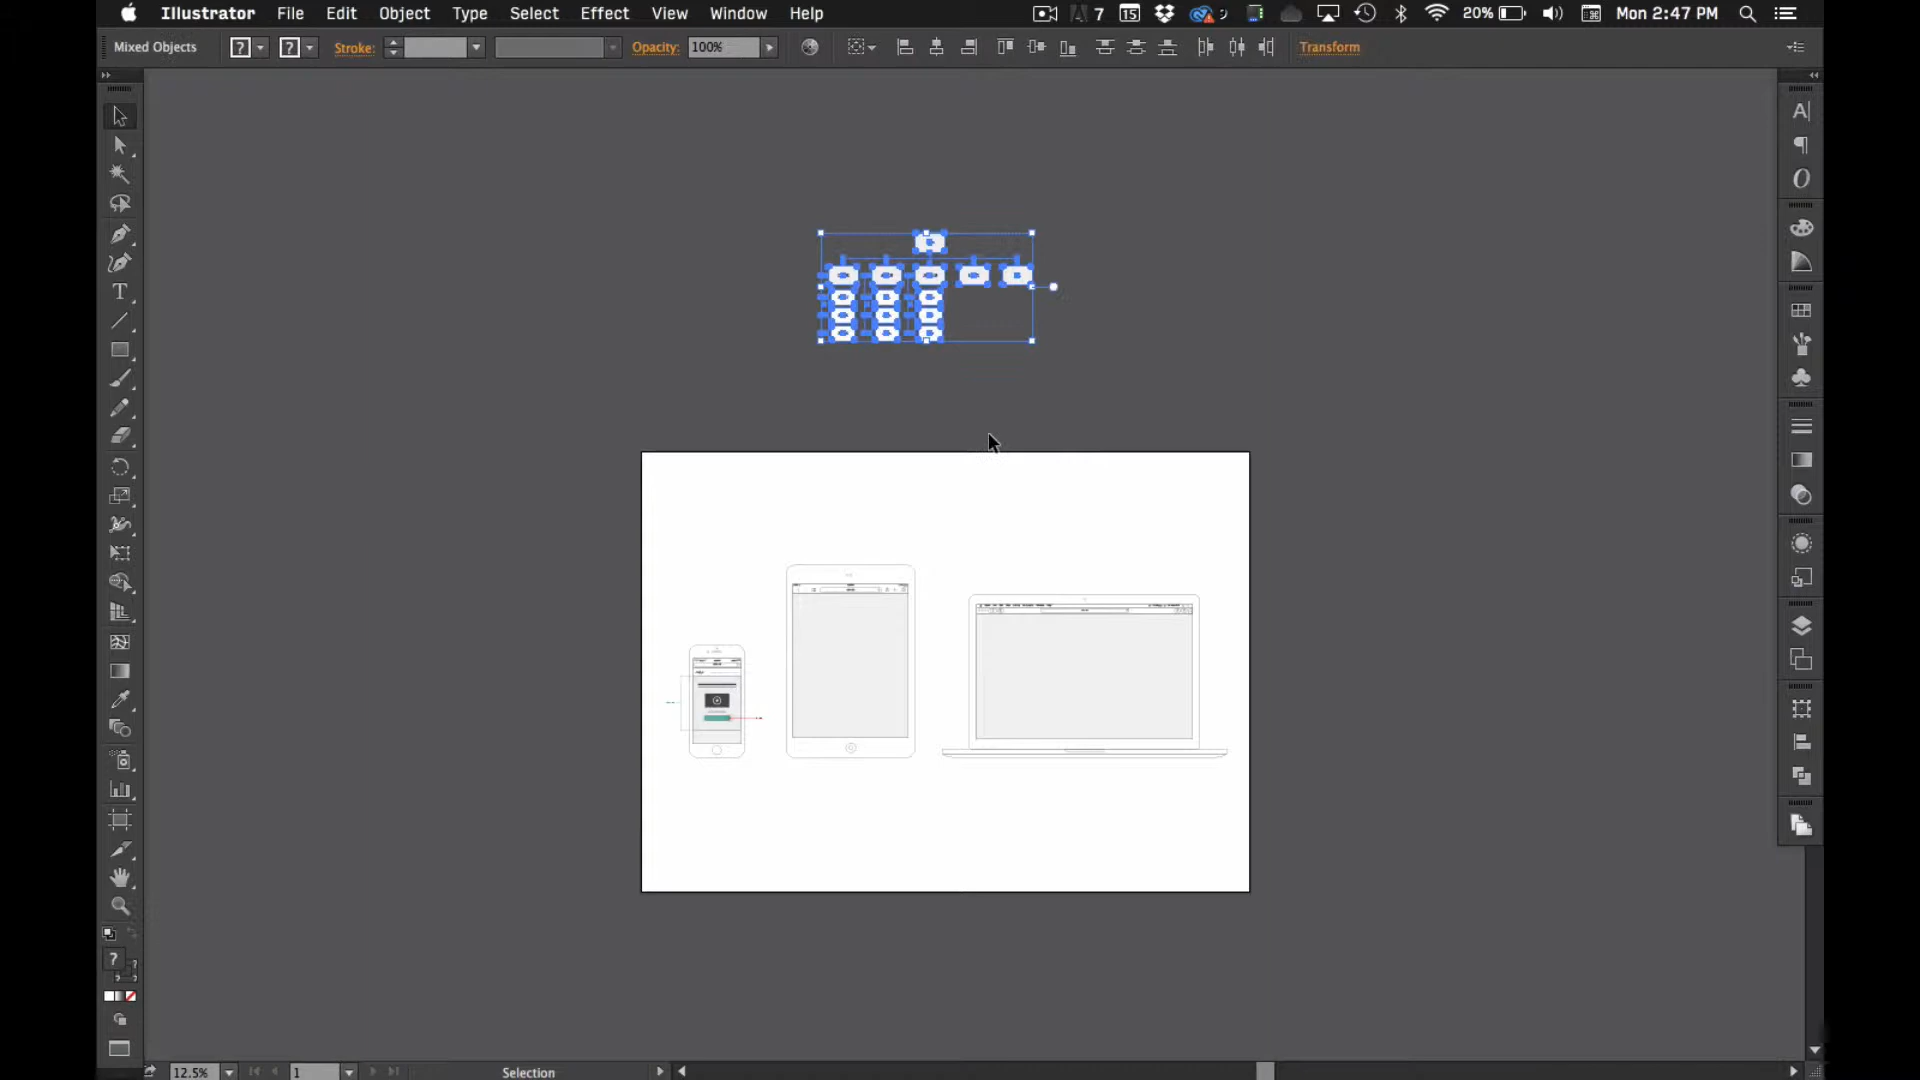 Illustrator File Edit Object Type Select Effect View Window Help 7 15 20% Mon 2:47 PM
Mixed Objects ? ? Stroke: Opacity: 100% Transform
?
12.5% 1 Selection